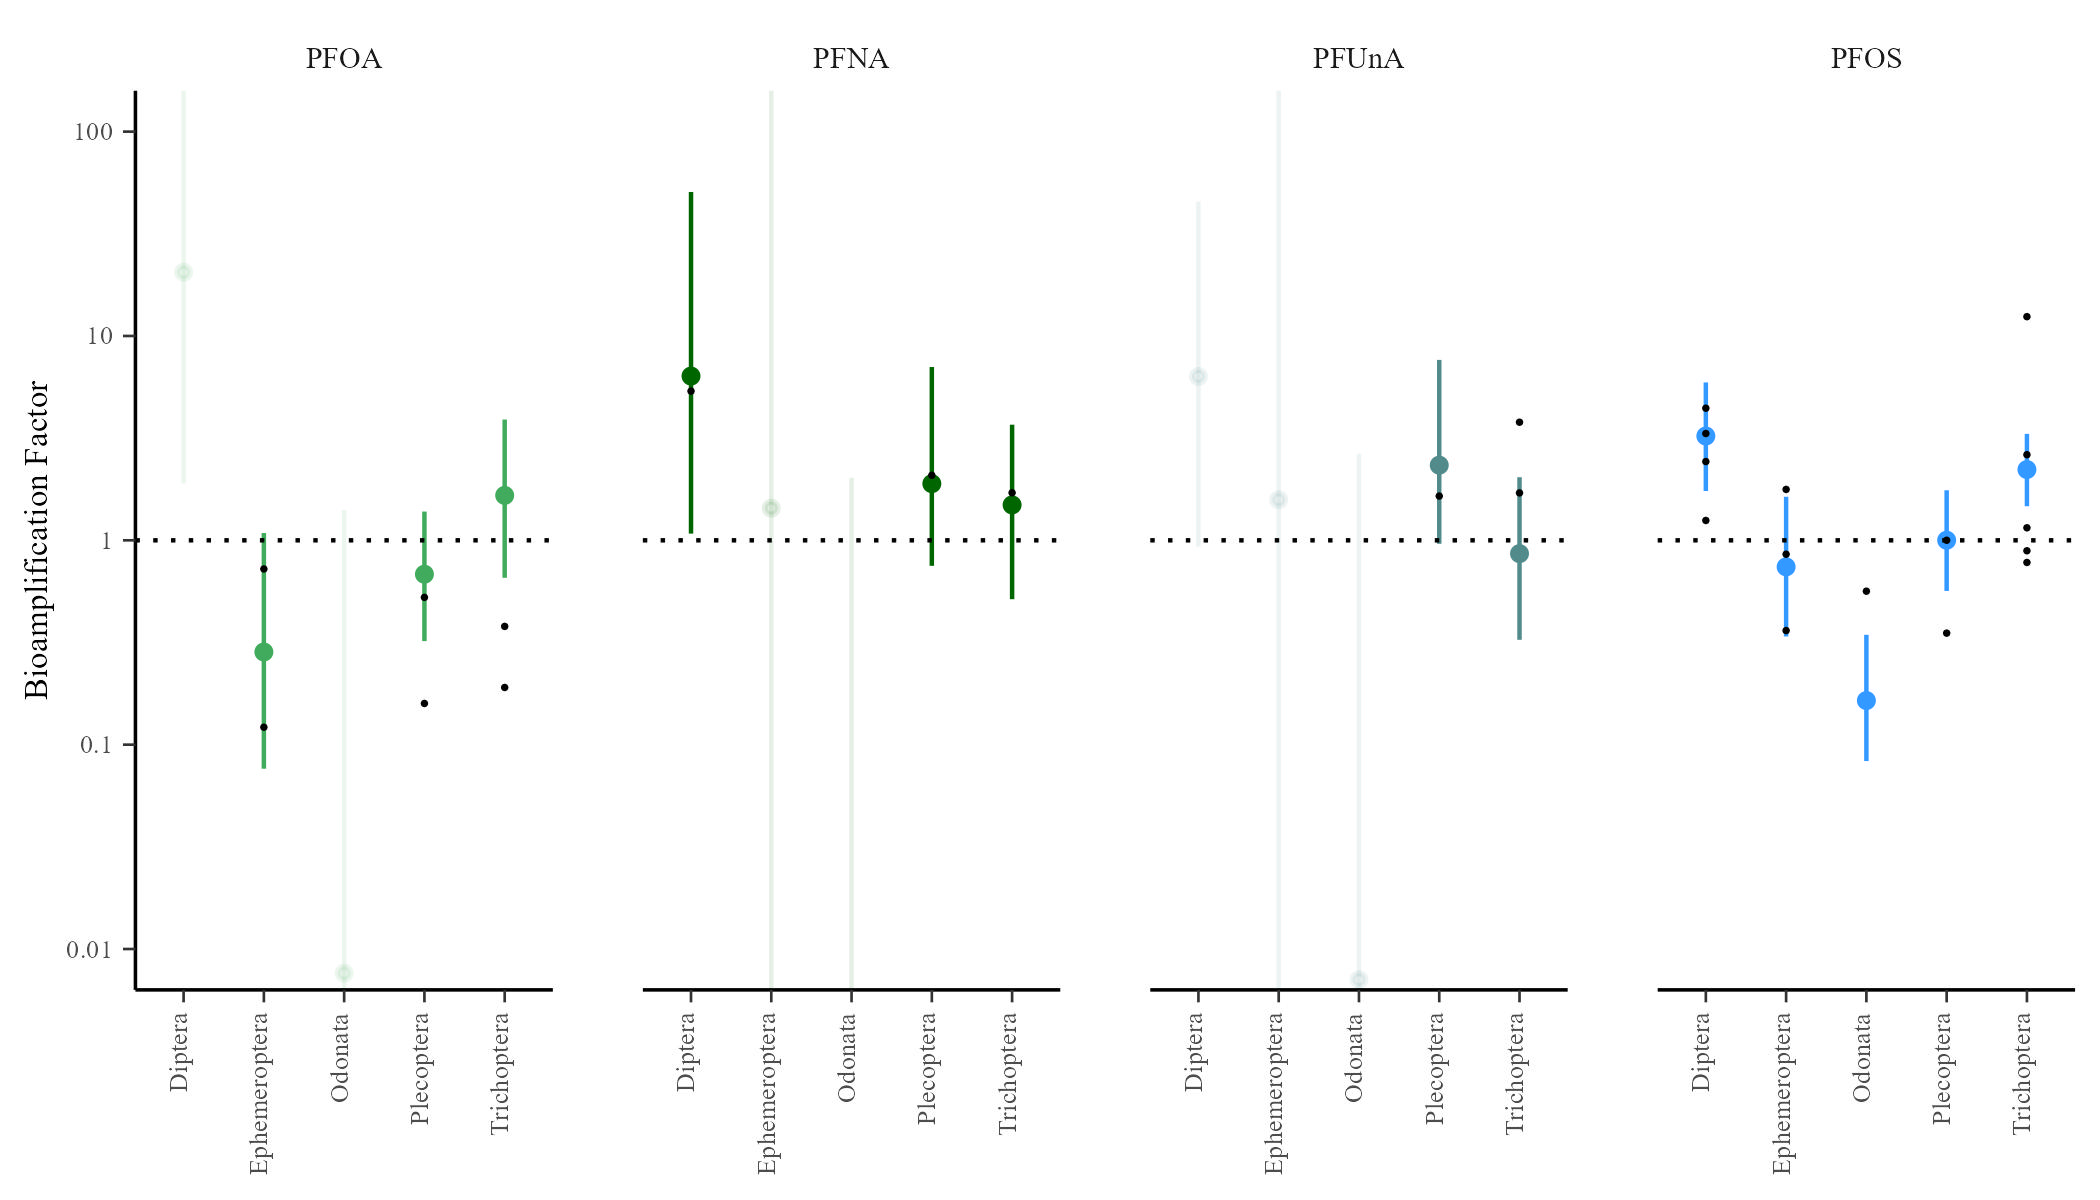 PFOA PFNA PFUnA PFOS
Bioamplification Factor
100
10
1
0.1
0.01
Diptera Ephemeroptera Odonata Plecoptera Trichoptera Diptera Ephemeroptera Odonata Plecoptera Trichoptera Diptera Ephemeroptera Odonata Plecoptera Trichoptera Diptera Ephemeroptera Odonata Plecoptera Trichoptera